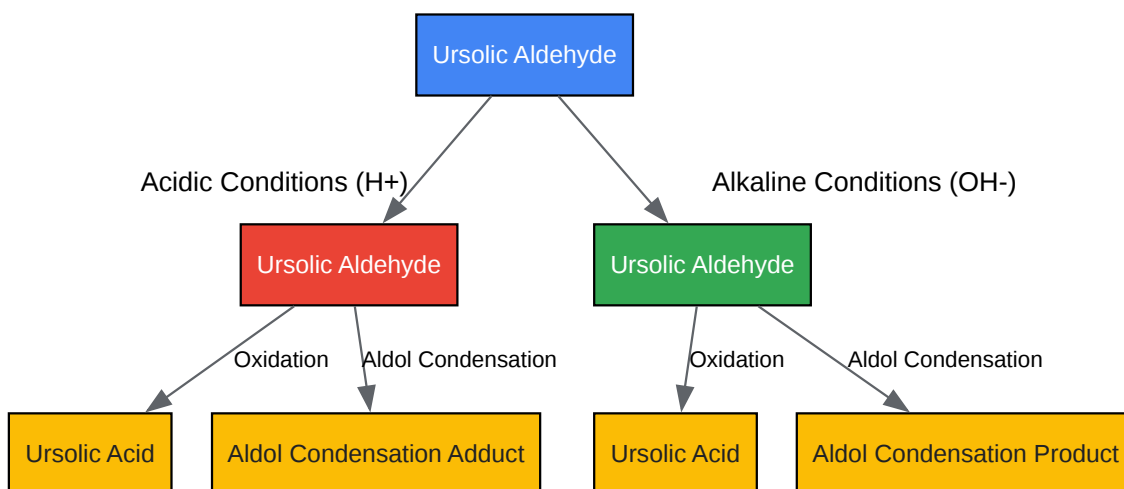 Ursolic Aldehyde
Acidic Conditions (H+)
Alkaline Conditions (OH-)
Ursolic Aldehyde
Ursolic Aldehyde
Oxidation
Aldol Condensation
Oxidation
Aldol Condensation
Ursolic Acid
Aldol Condensation Adduct
Ursolic Acid
Aldol Condensation Product